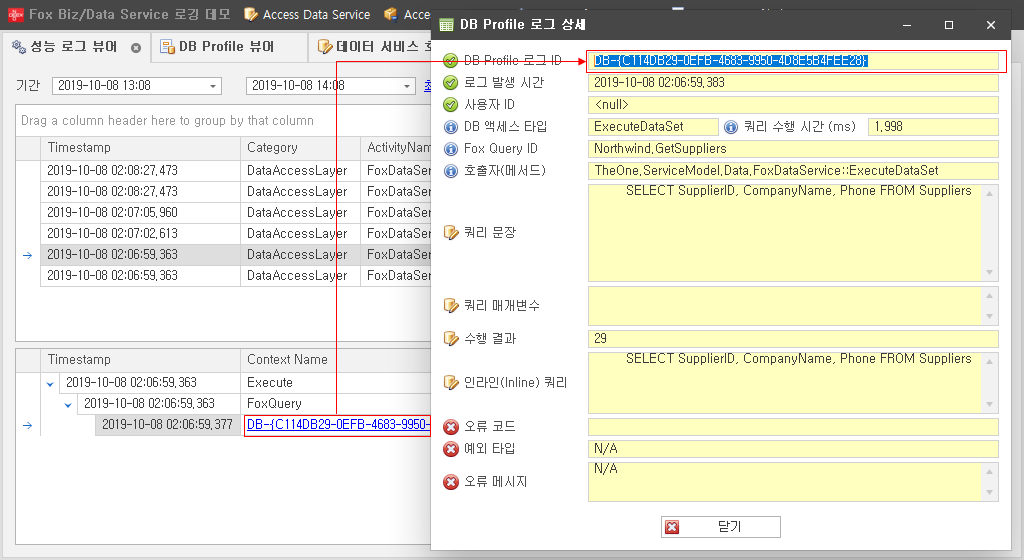 Fox Biz/Data Service 로깅 데모
Access Data Service
Acce
성능 로그 뷰어
DB Profile 뷰어
데이터 서비스 호
기간
2019-10-08 13:08
2019-10-08 14:08
Drag a column header here to group by that column
Timestamp Category ActivityNam
2019-10-08 02:08:27,473 DataAccessLayer FoxDataSer
2019-10-08 02:08:27,473 DataAccessLayer FoxDataSer
2019-10-08 02:07:05,960 DataAccessLayer FoxDataSer
2019-10-08 02:07:02,613 DataAccessLayer FoxDataSer
2019-10-08 02:06:59,363 DataAccessLayer FoxDataSer
2019-10-08 02:06:59,363 DataAccessLayer FoxDataSer
Timestamp Context Name
2019-10-08 02:06:59,363 Execute
2019-10-08 02:06:59,363 FoxQuery
2019-10-08 02:06:59,377 DB-{C114DB29-0EFB-4683-9950-
DB Profile 로그 상세
DB Profile 로그 ID DB-{C114DB29-0EFB-4683-9950-4D8E5B4FEE28}
로그 발생 시간 2019-10-08 02:06:59,383
사용자 ID <null>
DB 액세스 타입 ExecuteDataSet 쿼리 수행 시간 (ms) 1,998
Fox Query ID Northwind,GetSuppliers
호출자(메서드) TheOne,ServiceModel,Data,FoxDataService::ExecuteDataSet
쿼리 문장 SELECT SupplierID, CompanyName, Phone FROM Suppliers
쿼리 매개변수
수행 결과 29
인라인(Inline) 쿼리 SELECT SupplierID, CompanyName, Phone FROM Suppliers
오류 코드
예외 타입 N/A
오류 메시지 N/A
닫기